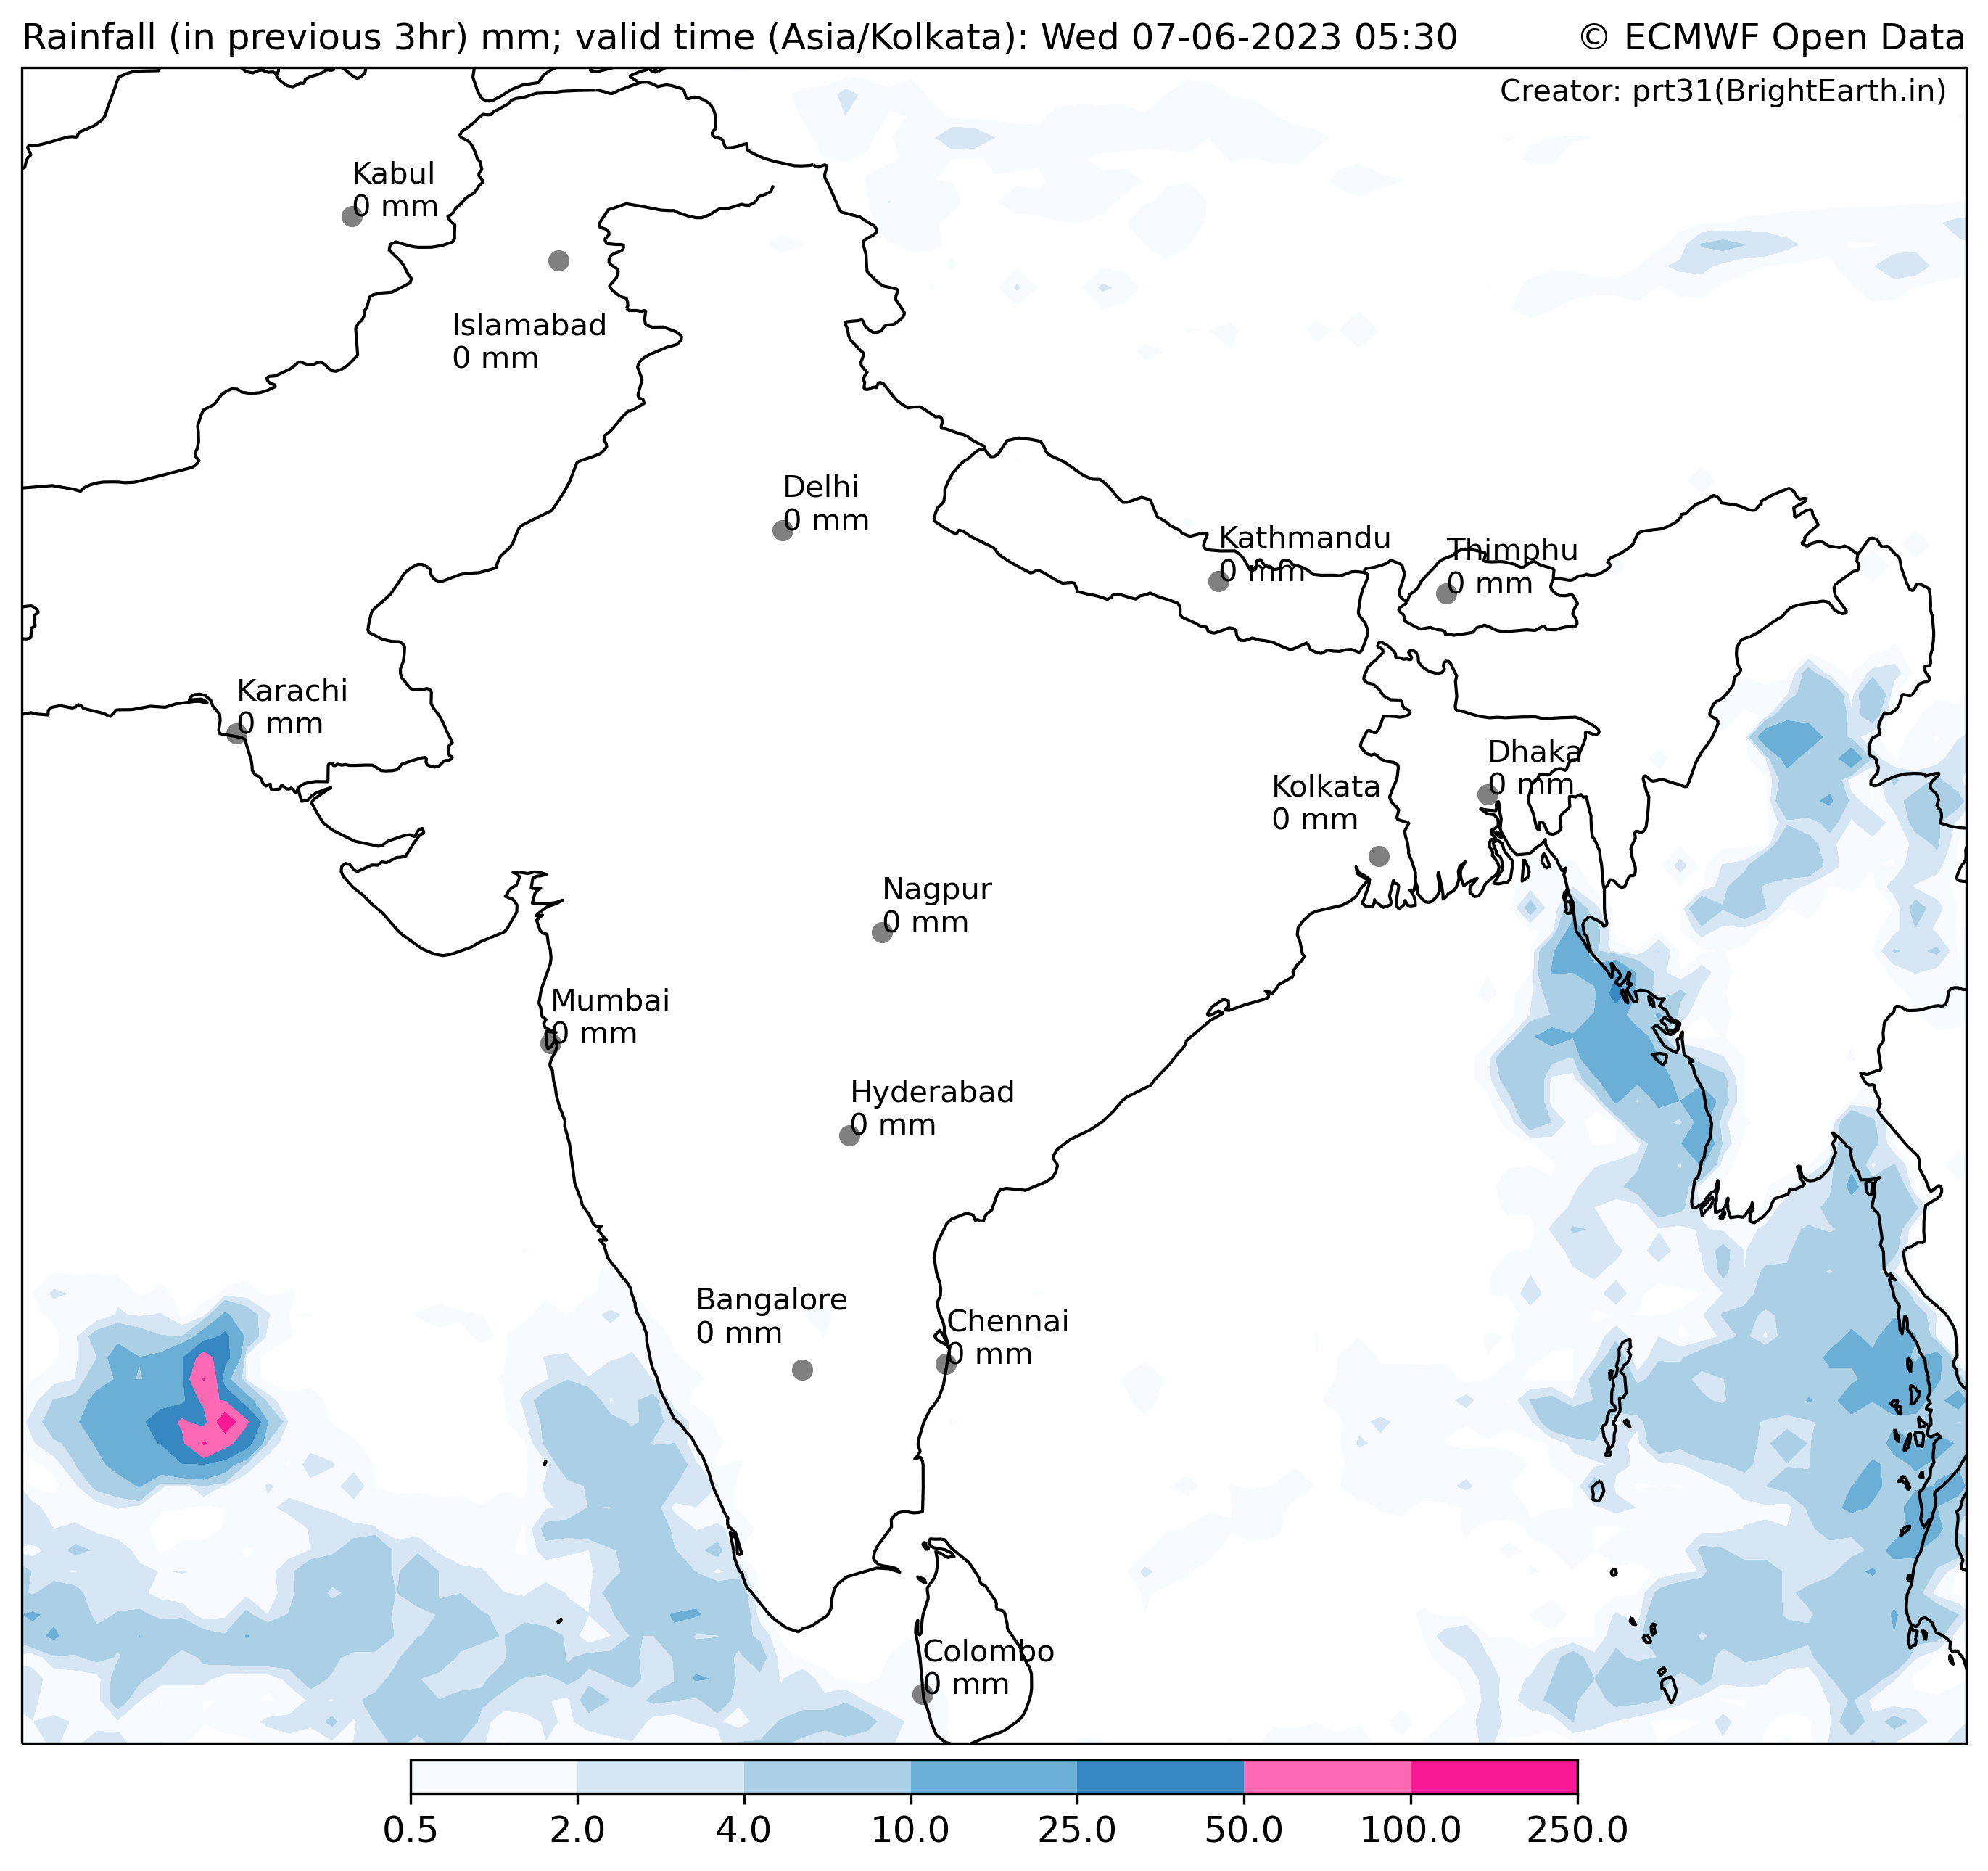 Rainfall (in previous 3hr) mm; valid time (Asia/Kolkata): Wed 07-06-2023 05:30
© ECMWF Open Data
Creator: prt31(BrightEarth.in)
Kabul
0 mm
Islamabad
0 mm
Delhi
0 mm
Kathmandu
0 mm
Thimphu
0 mm
Karachi
0 mm
Dhaka
0 mm
Kolkata
0 mm
Nagpur
0 mm
Mumbai
0 mm
Hyderabad
0 mm
Bangalore
0 mm
Chennai
0 mm
Colombo
0 mm
0.5 2.0 4.0 10.0 25.0 50.0 100.0 250.0